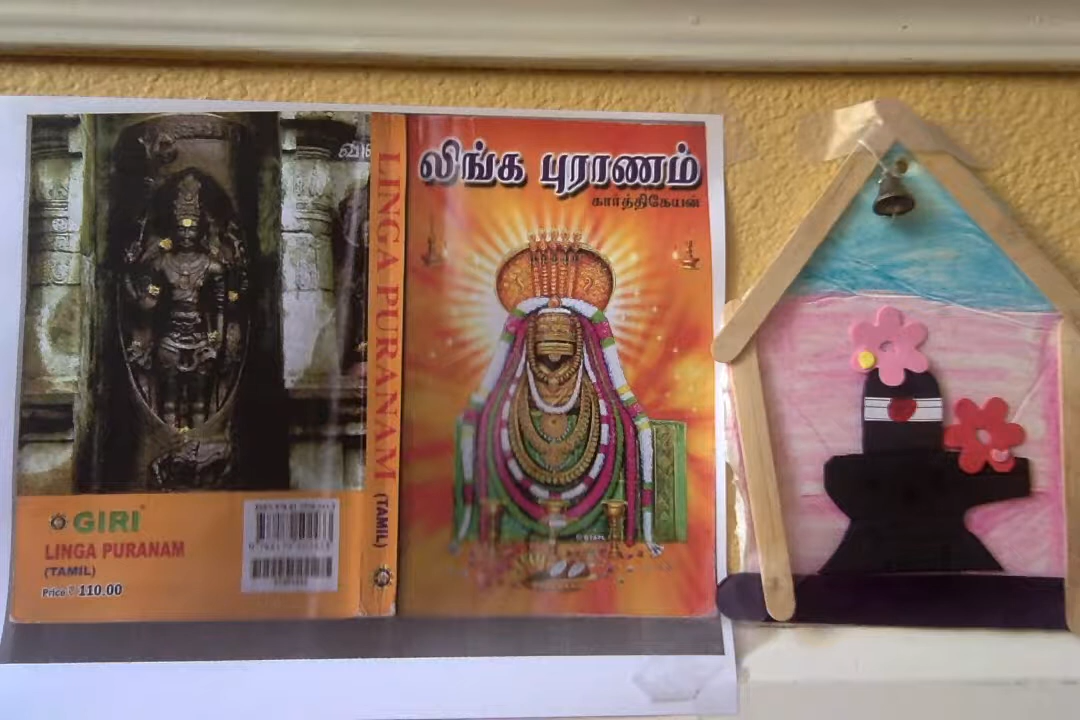 GIRI
LINGA PURANAM
(TAMIL)
Price ₹ 110.00
LINGA PURANAM (TAMIL)
லிங்க புராணம்
கார்த்திகேயன்